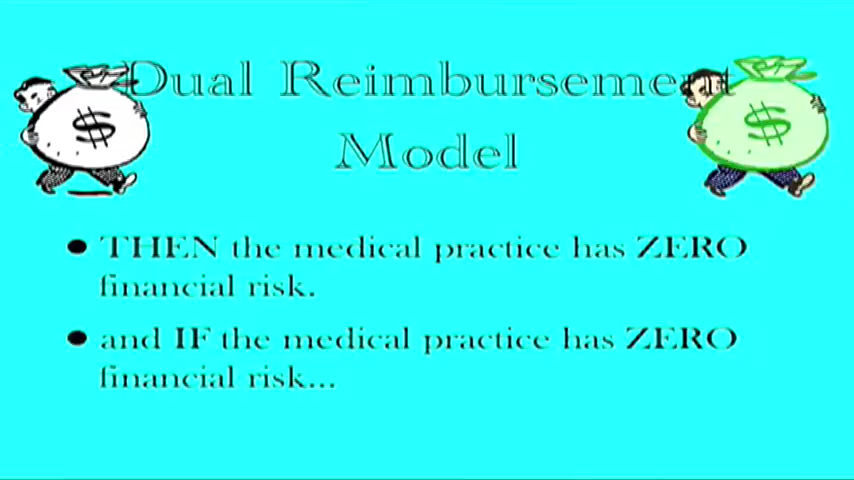 Dual Reimbursement
Model
$
$
• THEN the medical practice has ZERO
financial risk.
• and IF the medical practice has ZERO
financial risk...